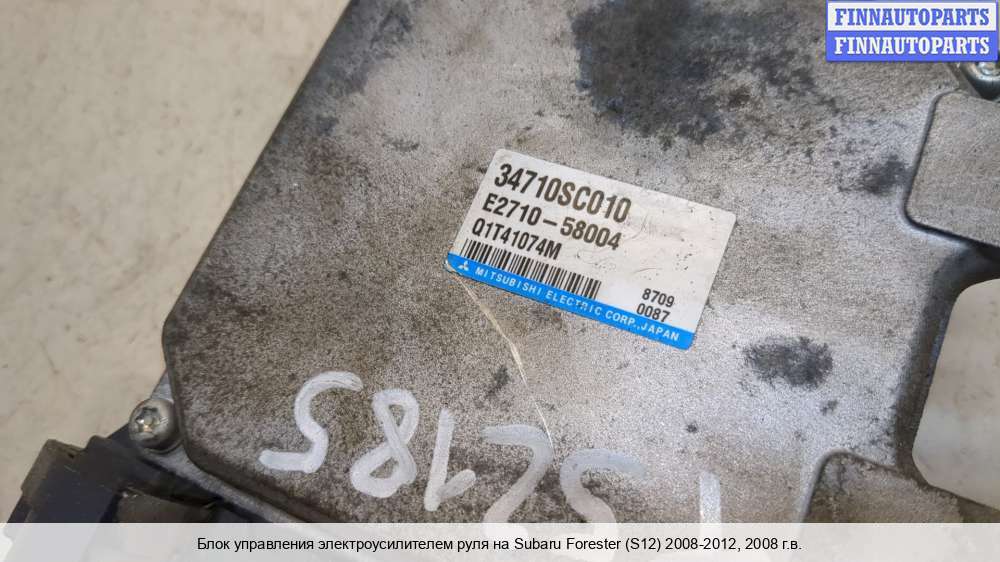 FINNAUTOPARTS
FINNAUTOPARTS
34710SC010
E2710-58004
Q1T41074M
8709
0087
MITSUBISHI ELECTRIC CORP., JAPAN
Блок управления электроусилителем руля на Subaru Forester (S12) 2008-2012, 2008 г.в.